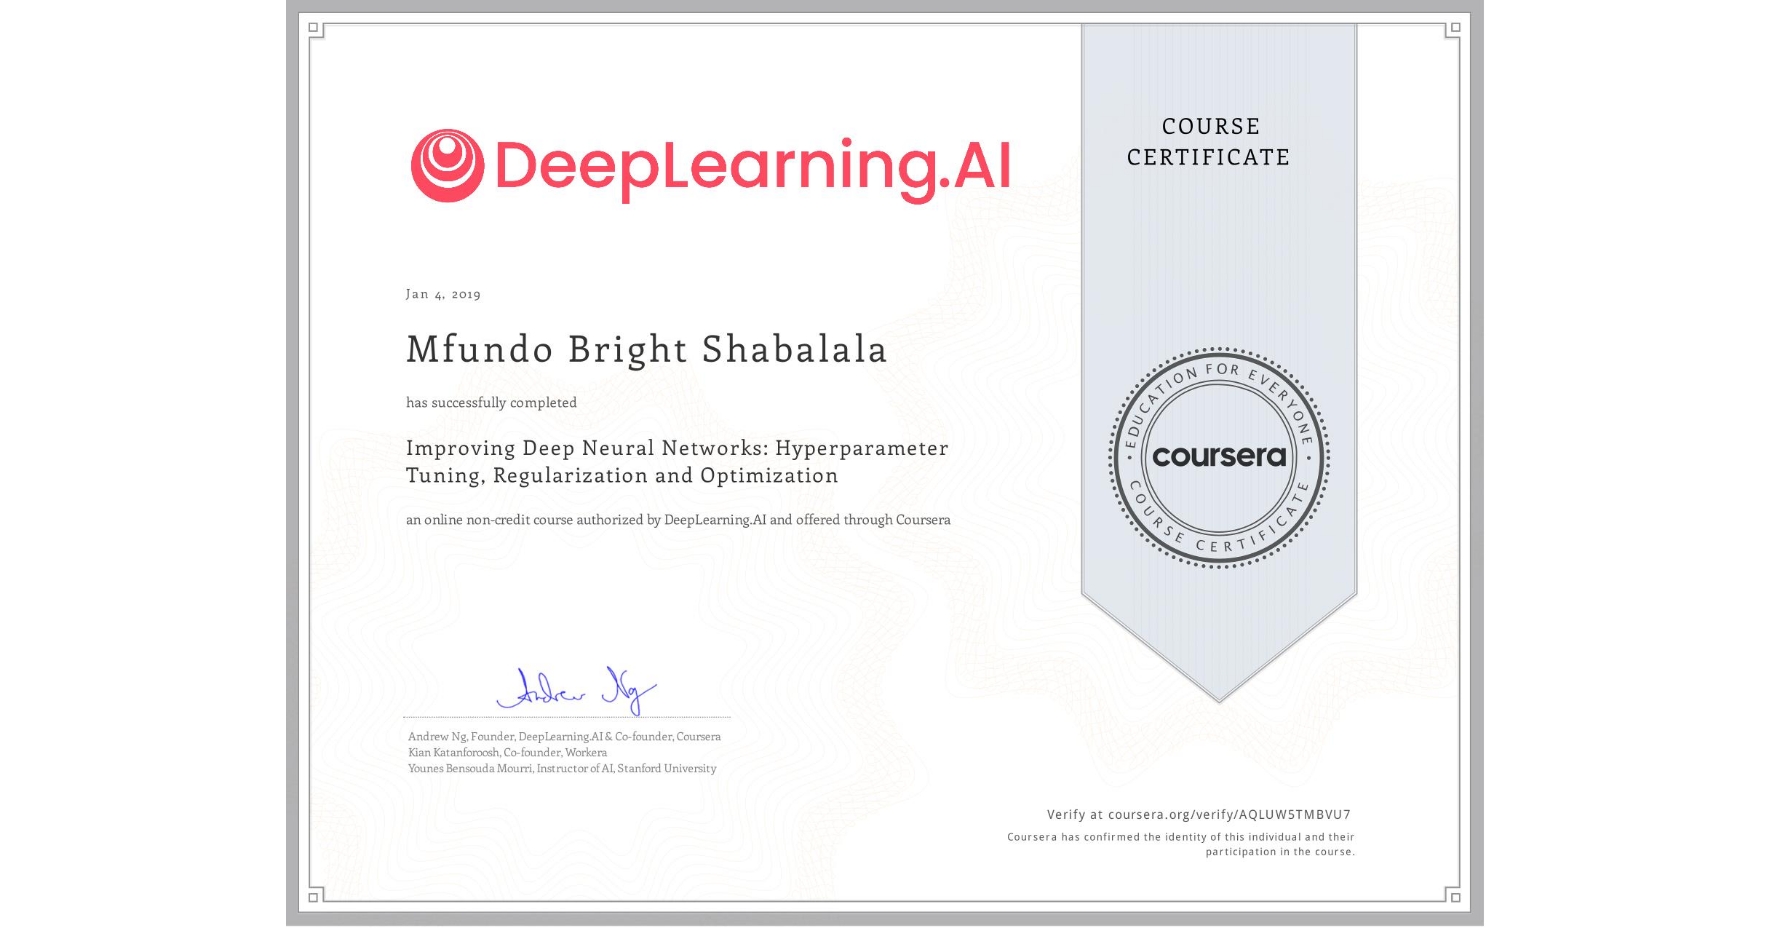 DeepLearning.AI
COURSE
CERTIFICATE
Jan 4, 2019
Mfundo Bright Shabalala
has successfully completed
Improving Deep Neural Networks: Hyperparameter
Tuning, Regularization and Optimization
an online non-credit course authorized by DeepLearning.AI and offered through Coursera
EDUCATION FOR EVERYONE
coursera
COURSE CERTIFICATE
Andrew Ng
Andrew Ng, Founder, DeepLearning.AI & Co-founder, Coursera
Kian Katanforoosh, Co-founder, Workera
Younes Bensouda Mourri, Instructor of AI, Stanford University
Verify at coursera.org/verify/AQLUW5TMBVU7
Coursera has confirmed the identity of this individual and their
participation in the course.